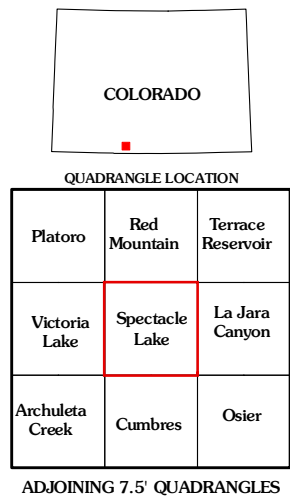 COLORADO
QUADRANGLE LOCATION
Platoro
Red
Mountain
Terrace
Reservoir
Victoria
Lake
Spectacle
Lake
La Jara
Canyon
Archuleta
Creek
Cumbres
Osier
ADJOINING 7.5' QUADRANGLES